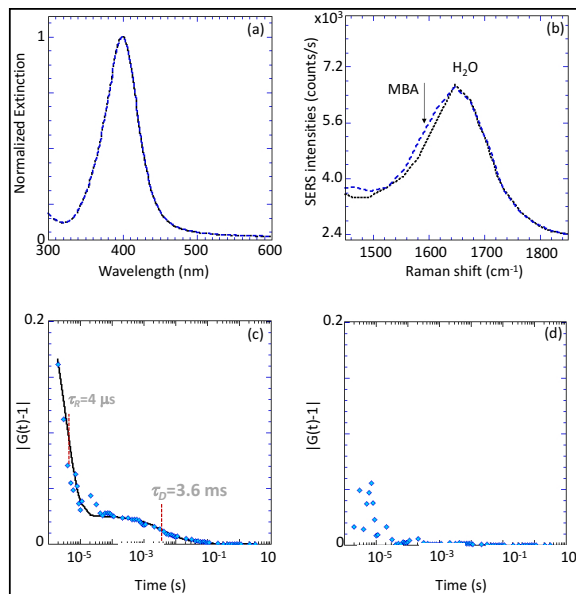 (a)
1
Normalized Extinction
0
300 400 500 600
Wavelength (nm)
x10³
(b)
H₂O
MBA
7.2
5.6
4.0
2.4
SERS intensities (counts/s)
1500 1600 1700 1800
Raman shift (cm⁻¹)
0.2
(c)
τR=4 µs
τD=3.6 ms
|G(t)-1|
0
10⁻⁵ 10⁻³ 10⁻¹ 10
Time (s)
0.2
(d)
|G(t)-1|
0
10⁻⁵ 10⁻³ 10⁻¹ 10
Time (s)